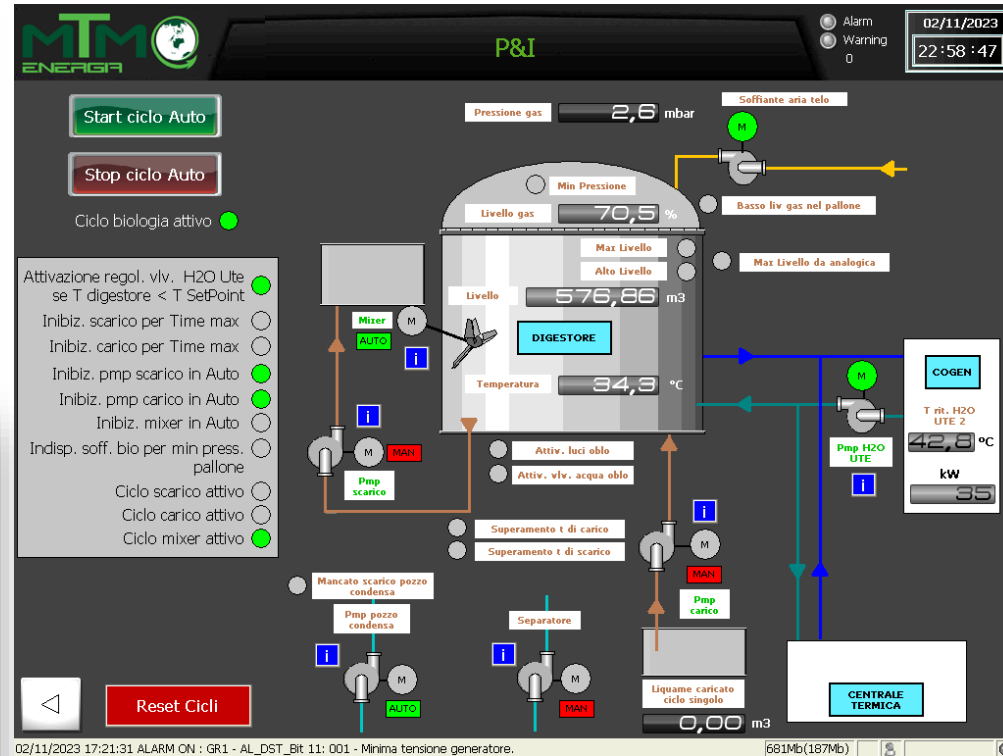 MTM
ENERGIA
P&I
Alarm
Warning
0
02/11/2023
22:58:47
Start ciclo Auto
Stop ciclo Auto
Ciclo biologia attivo
Pressione gas 2,6 mbar
Soffiante aria telo
M
Min Pressione
Livello gas 70,5 %
Basso liv gas nel pallone
Max Livello
Alto Livello
Max Livello da analogica
Livello 576,86 m3
Mixer
M
AUTO
i
DIGESTORE
Temperatura 34,3 °C
Attivazione regol. vlv. H2O Ute
se T digestore < T SetPoint
Inibiz. scarico per Time max
Inibiz. carico per Time max
Inibiz. pmp scarico in Auto
Inibiz. pmp carico in Auto
Inibiz. mixer in Auto
Indisp. soff. bio per min press.
pallone
Ciclo scarico attivo
Ciclo carico attivo
Ciclo mixer attivo
i
M
MAN
Pmp
scarico
Attiv. luci oblo
Attiv. vlv. acqua oblo
M
Pmp H2O
UTE
i
COGEN
T rit. H2O
UTE 2
42,8 °C
kW
35
Superamento t di carico
Superamento t di scarico
i
M
MAN
Pmp
carico
Mancato scarico pozzo
condensa
Pmp pozzo
condensa
i
M
AUTO
Separatore
i
M
MAN
Liquame caricato
ciclo singolo
0,00 m3
CENTRALE
TERMICA
Reset Cicli
02/11/2023 17:21:31 ALARM ON : GR1 - AL_DST_Bit 11: 001 - Minima tensione generatore.
681Mb(187Mb)